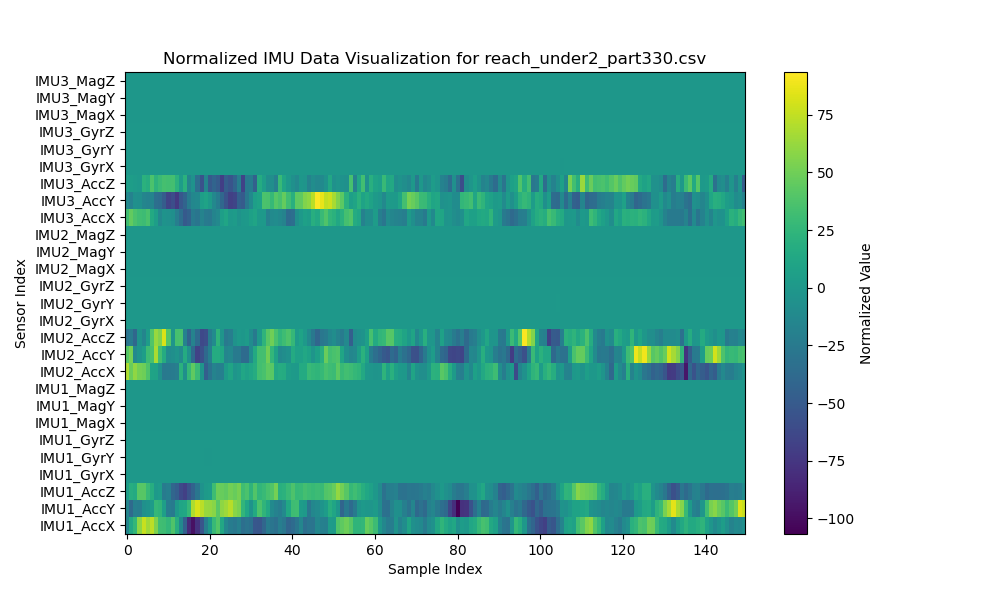 Normalized IMU Data Visualization for reach_under2_part330.csv
IMU3_MagZ
IMU3_MagY
IMU3_MagX
IMU3_GyrZ
IMU3_GyrY
IMU3_GyrX
IMU3_AccZ
IMU3_AccY
IMU3_AccX
IMU2_MagZ
IMU2_MagY
IMU2_MagX
IMU2_GyrZ
IMU2_GyrY
IMU2_GyrX
IMU2_AccZ
IMU2_AccY
IMU2_AccX
IMU1_MagZ
IMU1_MagY
IMU1_MagX
IMU1_GyrZ
IMU1_GyrY
IMU1_GyrX
IMU1_AccZ
IMU1_AccY
IMU1_AccX
Sensor Index
0 20 40 60 80 100 120 140
Sample Index
75
50
25
0
−25
−50
−75
−100
Normalized Value